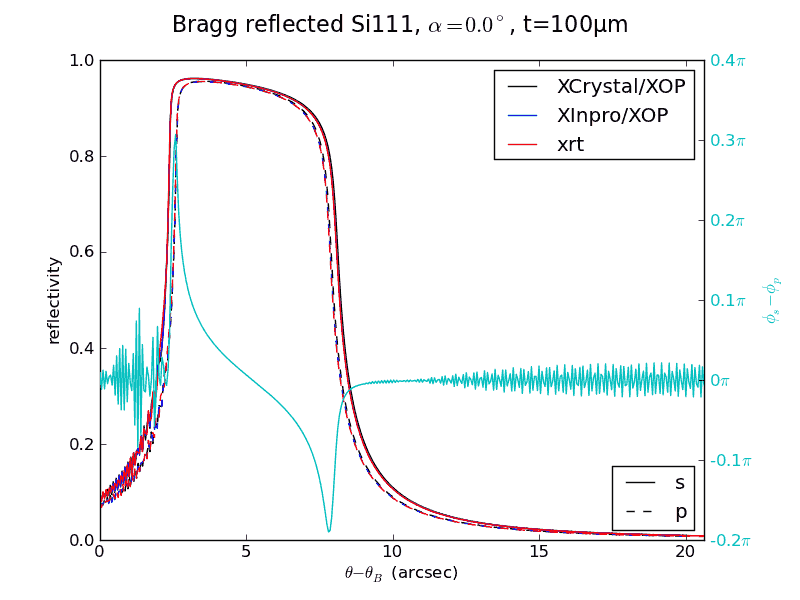 Bragg reflected Si111, α=0.0°, t=100μm
1.0
0.8
0.6
0.4
0.2
0.0
reflectivity
0.4π
0.3π
0.2π
0.1π
0π
-0.1π
-0.2π
ϕs−ϕp
XCrystal/XOP
XInpro/XOP
xrt
s
p
0
5
10
15
20
θ−θB (arcsec)